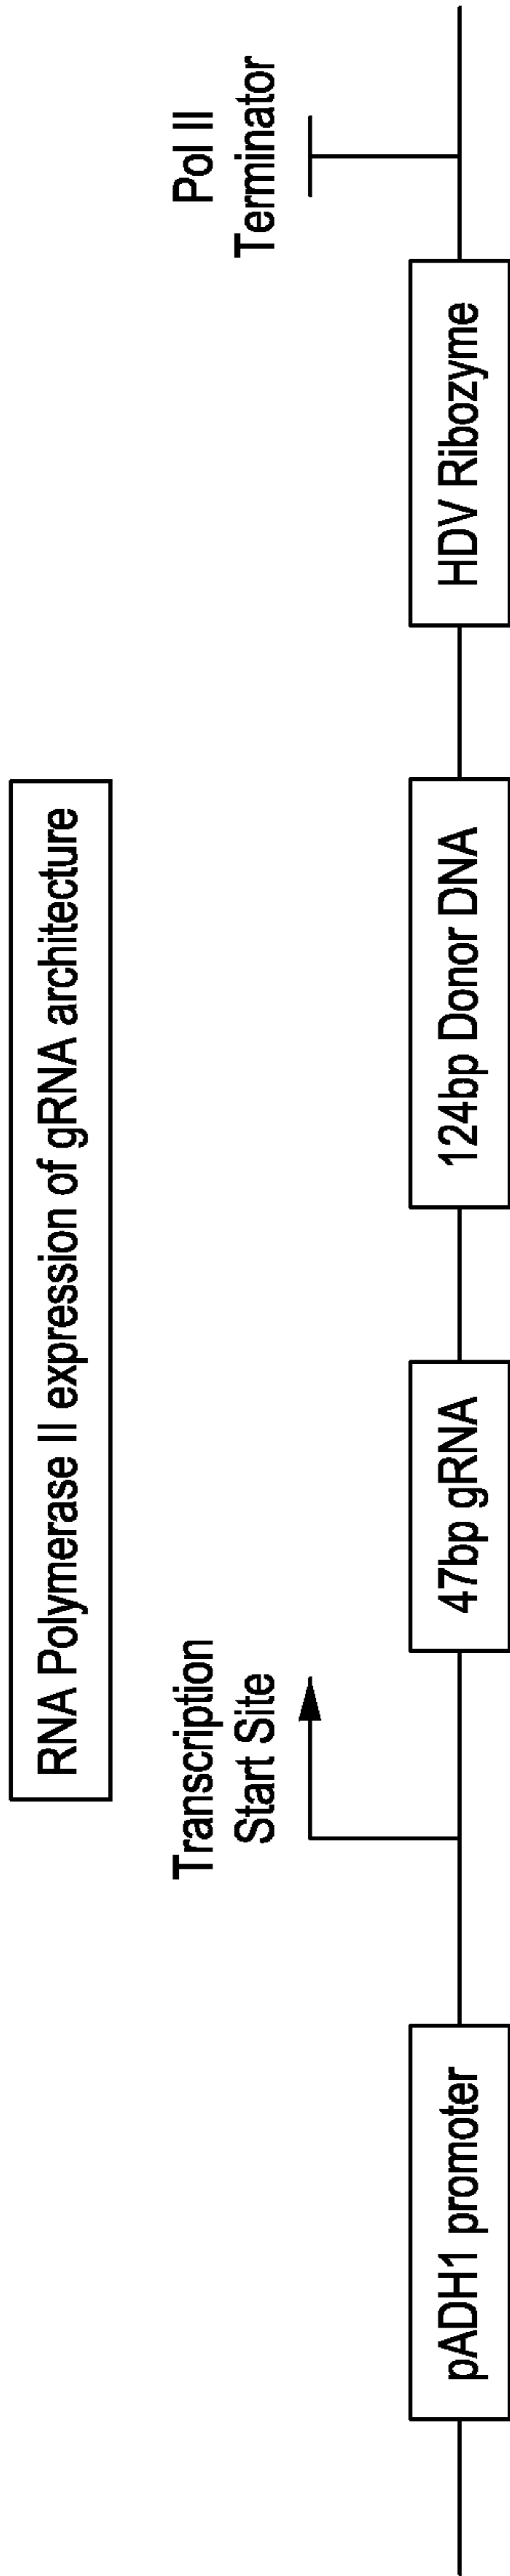 RNA Polymerase II expression of gRNA architecture
Transcription
Start Site
Pol II
Terminator
pADH1 promoter
47bp gRNA
124bp Donor DNA
HDV Ribozyme